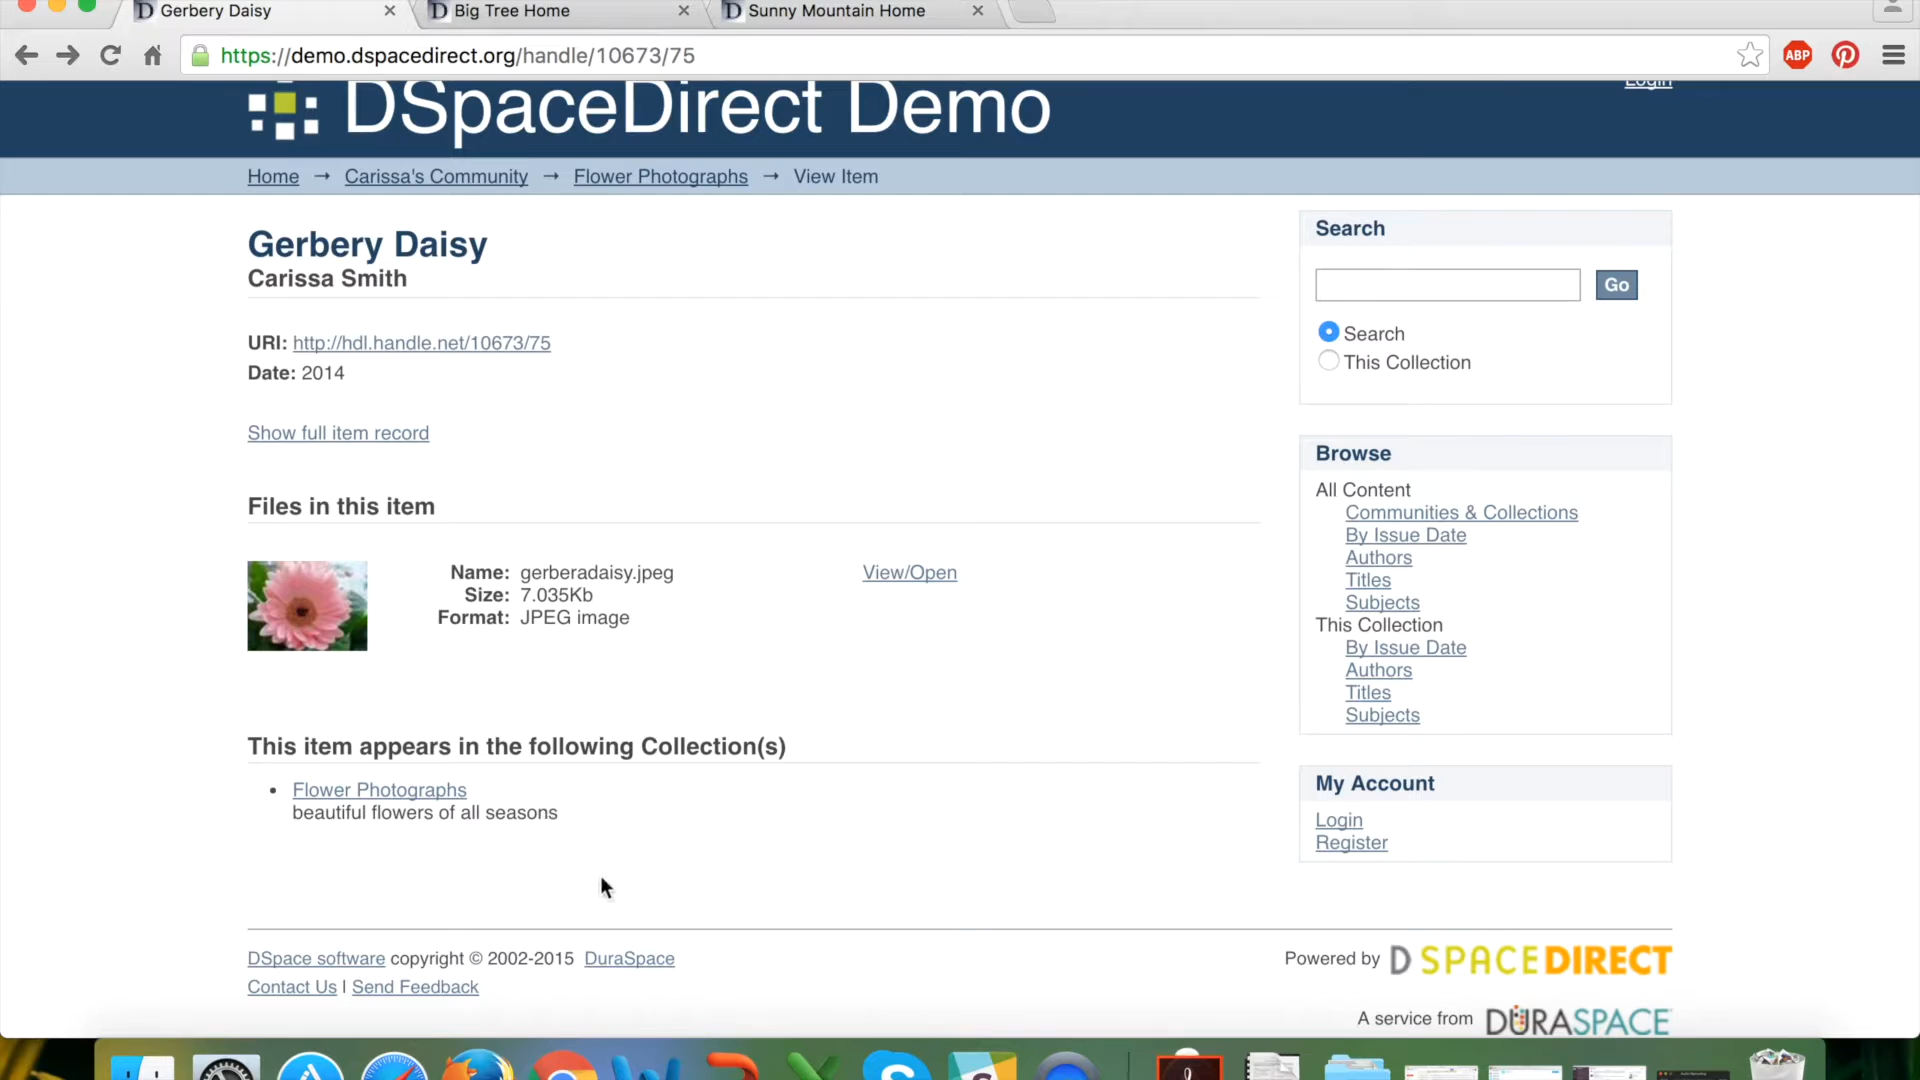 D Gerbery Daisy
D Big Tree Home
D Sunny Mountain Home
https://demo.dspacedirect.org/handle/10673/75
ABP
Login
DSpaceDirect Demo
Home → Carissa's Community → Flower Photographs → View Item
Gerbery Daisy
Carissa Smith
URI: http://hdl.handle.net/10673/75
Date: 2014
Show full item record
Files in this item
Name: gerberadaisy.jpeg
Size: 7.035Kb
Format: JPEG image
View/Open
This item appears in the following Collection(s)
• Flower Photographs
beautiful flowers of all seasons
Search
Go
Search
This Collection
Browse
All Content
Communities & Collections
By Issue Date
Authors
Titles
Subjects
This Collection
By Issue Date
Authors
Titles
Subjects
My Account
Login
Register
DSpace software copyright © 2002-2015 DuraSpace
Contact Us | Send Feedback
Powered by DSPACEDIRECT
A service from DURASPACE